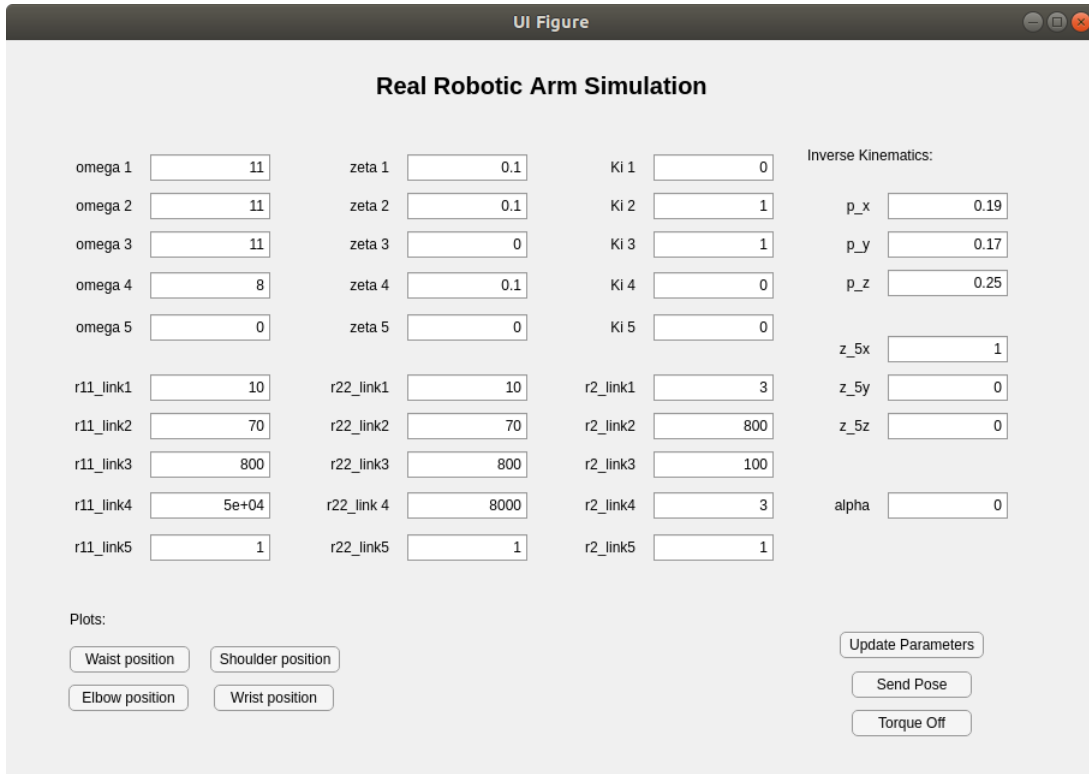 UI Figure
Real Robotic Arm Simulation
omega 1 11 zeta 1 0.1 Ki 1 0 Inverse Kinematics:
omega 2 11 zeta 2 0.1 Ki 2 1 p_x 0.19
omega 3 11 zeta 3 0 Ki 3 1 p_y 0.17
omega 4 8 zeta 4 0.1 Ki 4 0 p_z 0.25
omega 5 0 zeta 5 0 Ki 5 0
z_5x 1
r11_link1 10 r22_link1 10 r2_link1 3 z_5y 0
r11_link2 70 r22_link2 70 r2_link2 800 z_5z 0
r11_link3 800 r22_link3 800 r2_link3 100
r11_link4 5e+04 r22_link 4 8000 r2_link4 3 alpha 0
r11_link5 1 r22_link5 1 r2_link5 1
Plots:
Waist position Shoulder position Update Parameters
Elbow position Wrist position Send Pose
Torque Off